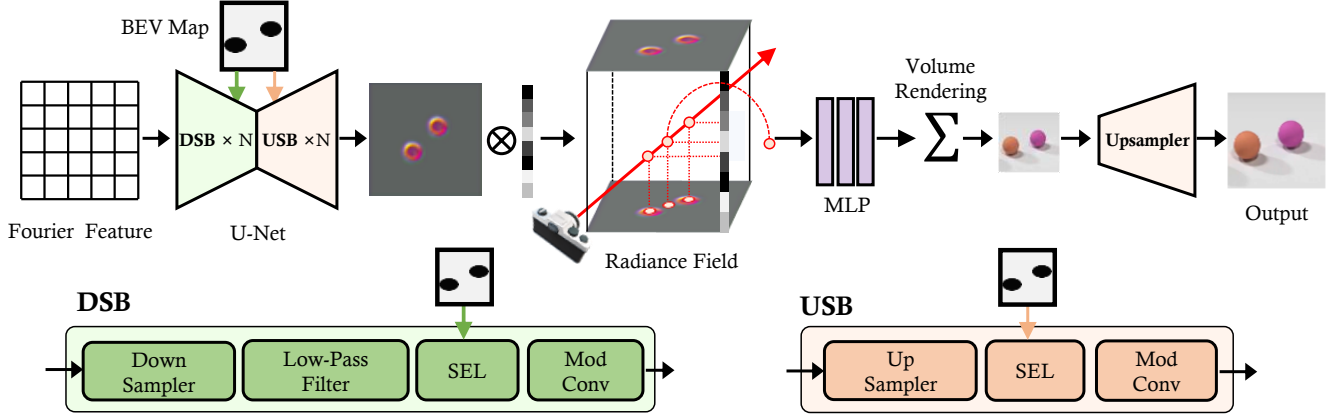 BEV Map
DSB × N
USB ×N
Fourier Feature
U-Net
Radiance Field
MLP
Volume
Rendering
Σ
Upsampler
Output
DSB
Down
Sampler
Low-Pass
Filter
SEL
Mod
Conv
USB
Up
Sampler
SEL
Mod
Conv